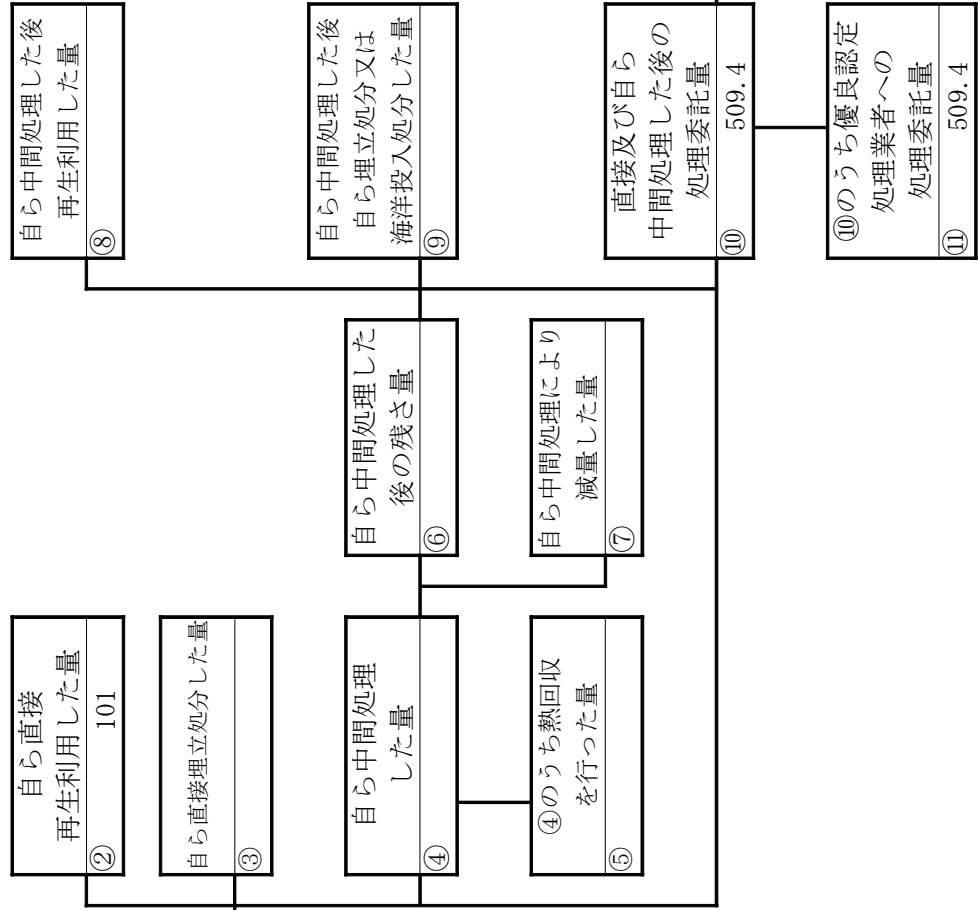 自ら直接
再生利用した量
②
101
自ら直接埋立処分した量
③
自ら中間処理
した量
④
④のうち熱回収
を行った量
⑤
自ら中間処理した
後の残さ量
⑥
自ら中間処理により
減量した量
⑦
自ら中間処理した後
再生利用した量
⑧
自ら中間処理した後
自ら埋立処分又は
海洋投入処分した量
⑨
直接及び自ら
中間処理した後の
処理委託量
⑩
509.4
⑩のうち優良認定
処理業者への
処理委託量
⑪
509.4